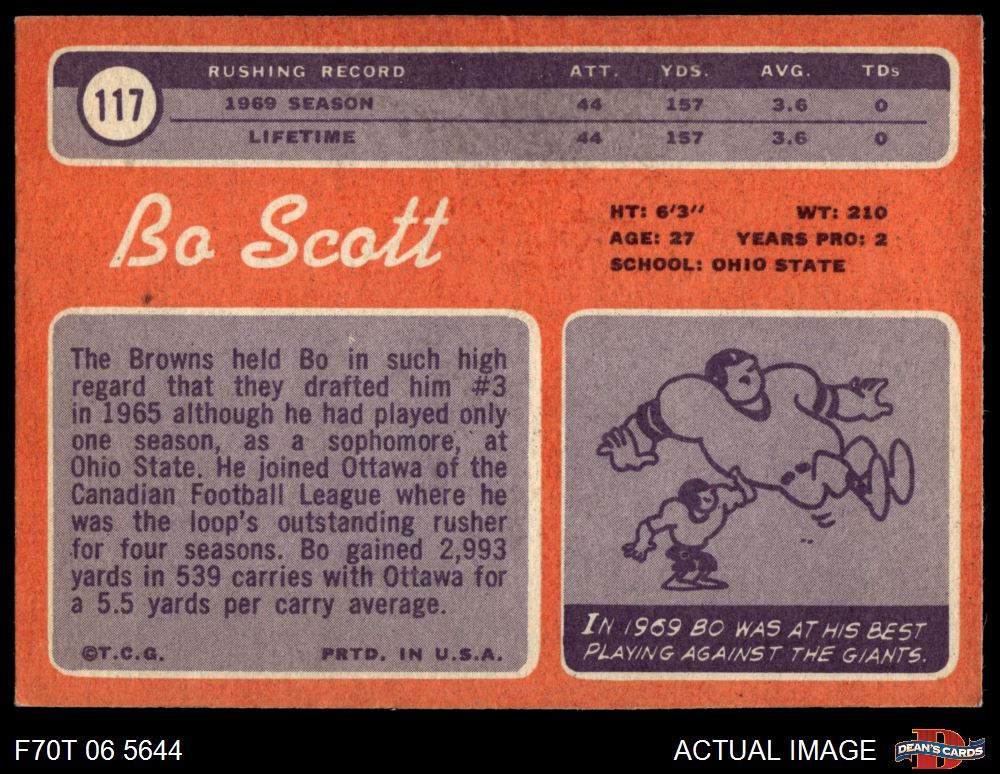 117
RUSHING RECORD ATT. YDS. AVG. TDs
1969 SEASON 44 157 3.6 0
LIFETIME 44 157 3.6 0
Bo Scott
HT: 6'3" WT: 210
AGE: 27 YEARS PRO: 2
SCHOOL: OHIO STATE
The Browns held Bo in such high
regard that they drafted him #3
in 1965 although he had played only
one season, as a sophomore, at
Ohio State. He joined Ottawa of the
Canadian Football League where he
was the loop's outstanding rusher
for four seasons. Bo gained 2,993
yards in 539 carries with Ottawa for
a 5.5 yards per carry average.
©T.C.G. PRTD. IN U.S.A.
IN 1969 BO WAS AT HIS BEST
PLAYING AGAINST THE GIANTS.
F70T 06 5644
ACTUAL IMAGE
D
DEAN'S CARDS